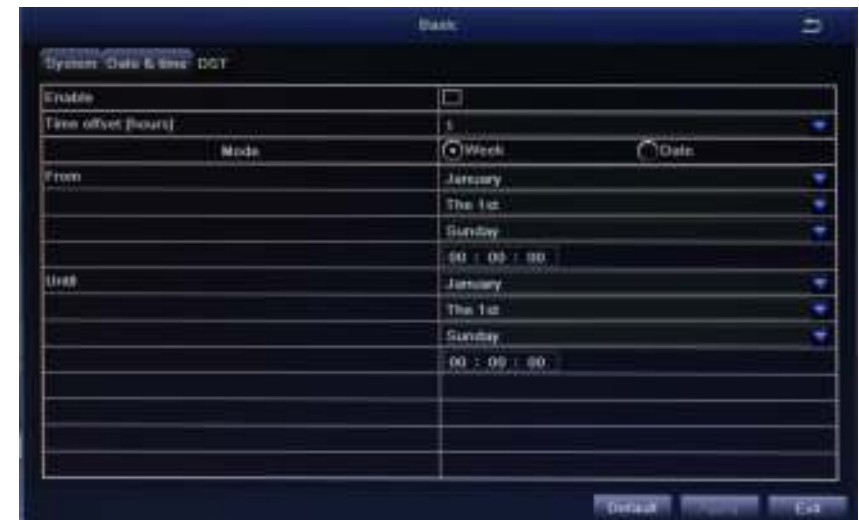 Basic
System Date & time DST
Enable
Time offset [hours] 1
Mode Week Date
From January
The 1st
Sunday
00 : 00 : 00
Until January
The 1st
Sunday
00 : 00 : 00
Default Exit